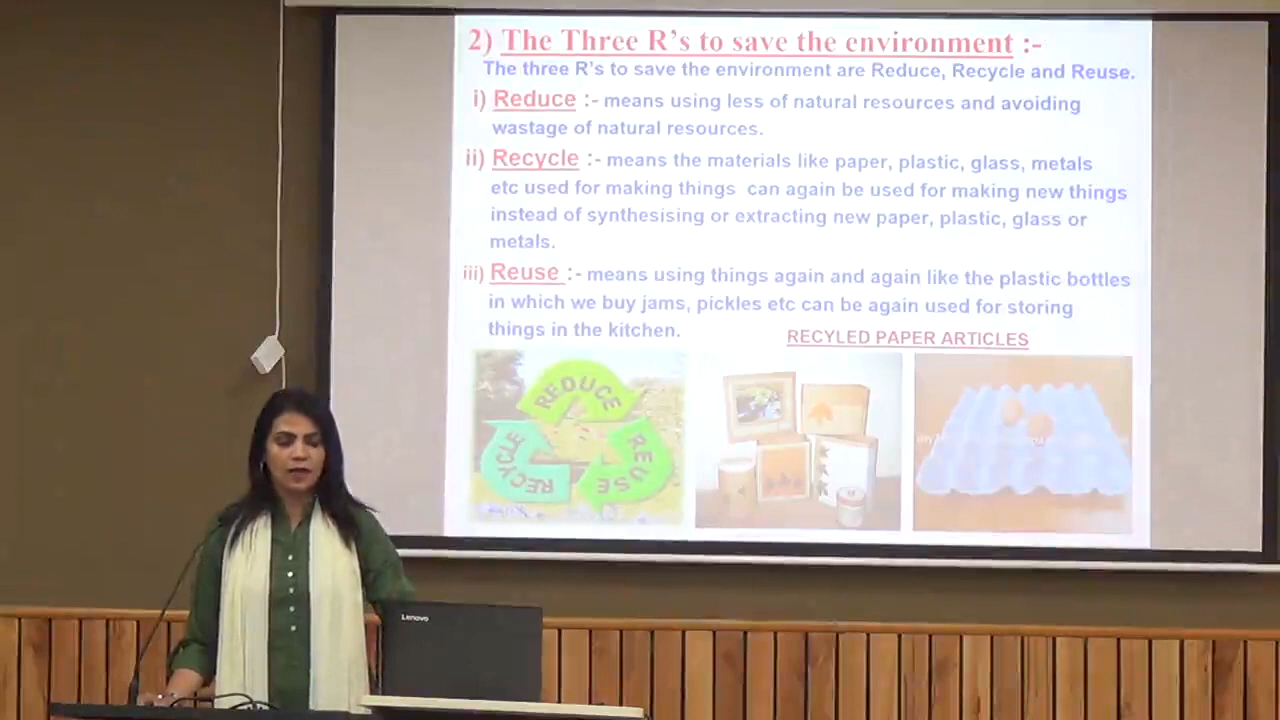 2) The Three R's to save the environment :-
The three R's to save the environment are Reduce, Recycle and Reuse.
i) Reduce :- means using less of natural resources and avoiding
wastage of natural resources.
ii) Recycle :- means the materials like paper, plastic, glass, metals
etc used for making things can again be used for making new things
instead of synthesising or extracting new paper, plastic, glass or
metals.
iii) Reuse :- means using things again and again like the plastic bottles
in which we buy jams, pickles etc can be again used for storing
things in the kitchen.
RECYLED PAPER ARTICLES
REDUCE
REUSE
RECYCLE
Lenovo